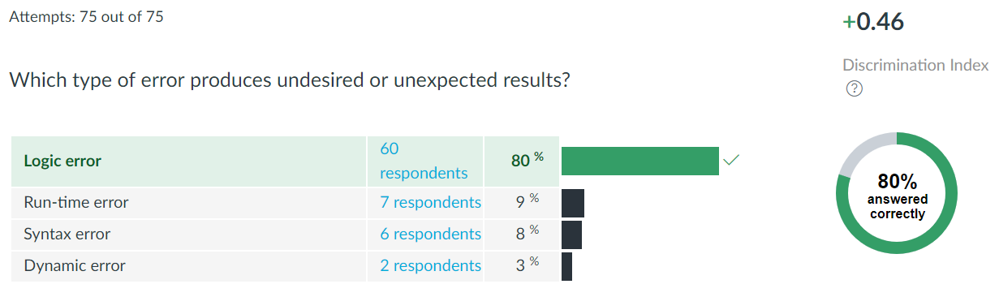 Attempts: 75 out of 75
+0.46
Discrimination Index
?
Which type of error produces undesired or unexpected results?
Logic error 60 respondents 80 %
Run-time error 7 respondents 9 %
Syntax error 6 respondents 8 %
Dynamic error 2 respondents 3 %
80%
answered
correctly